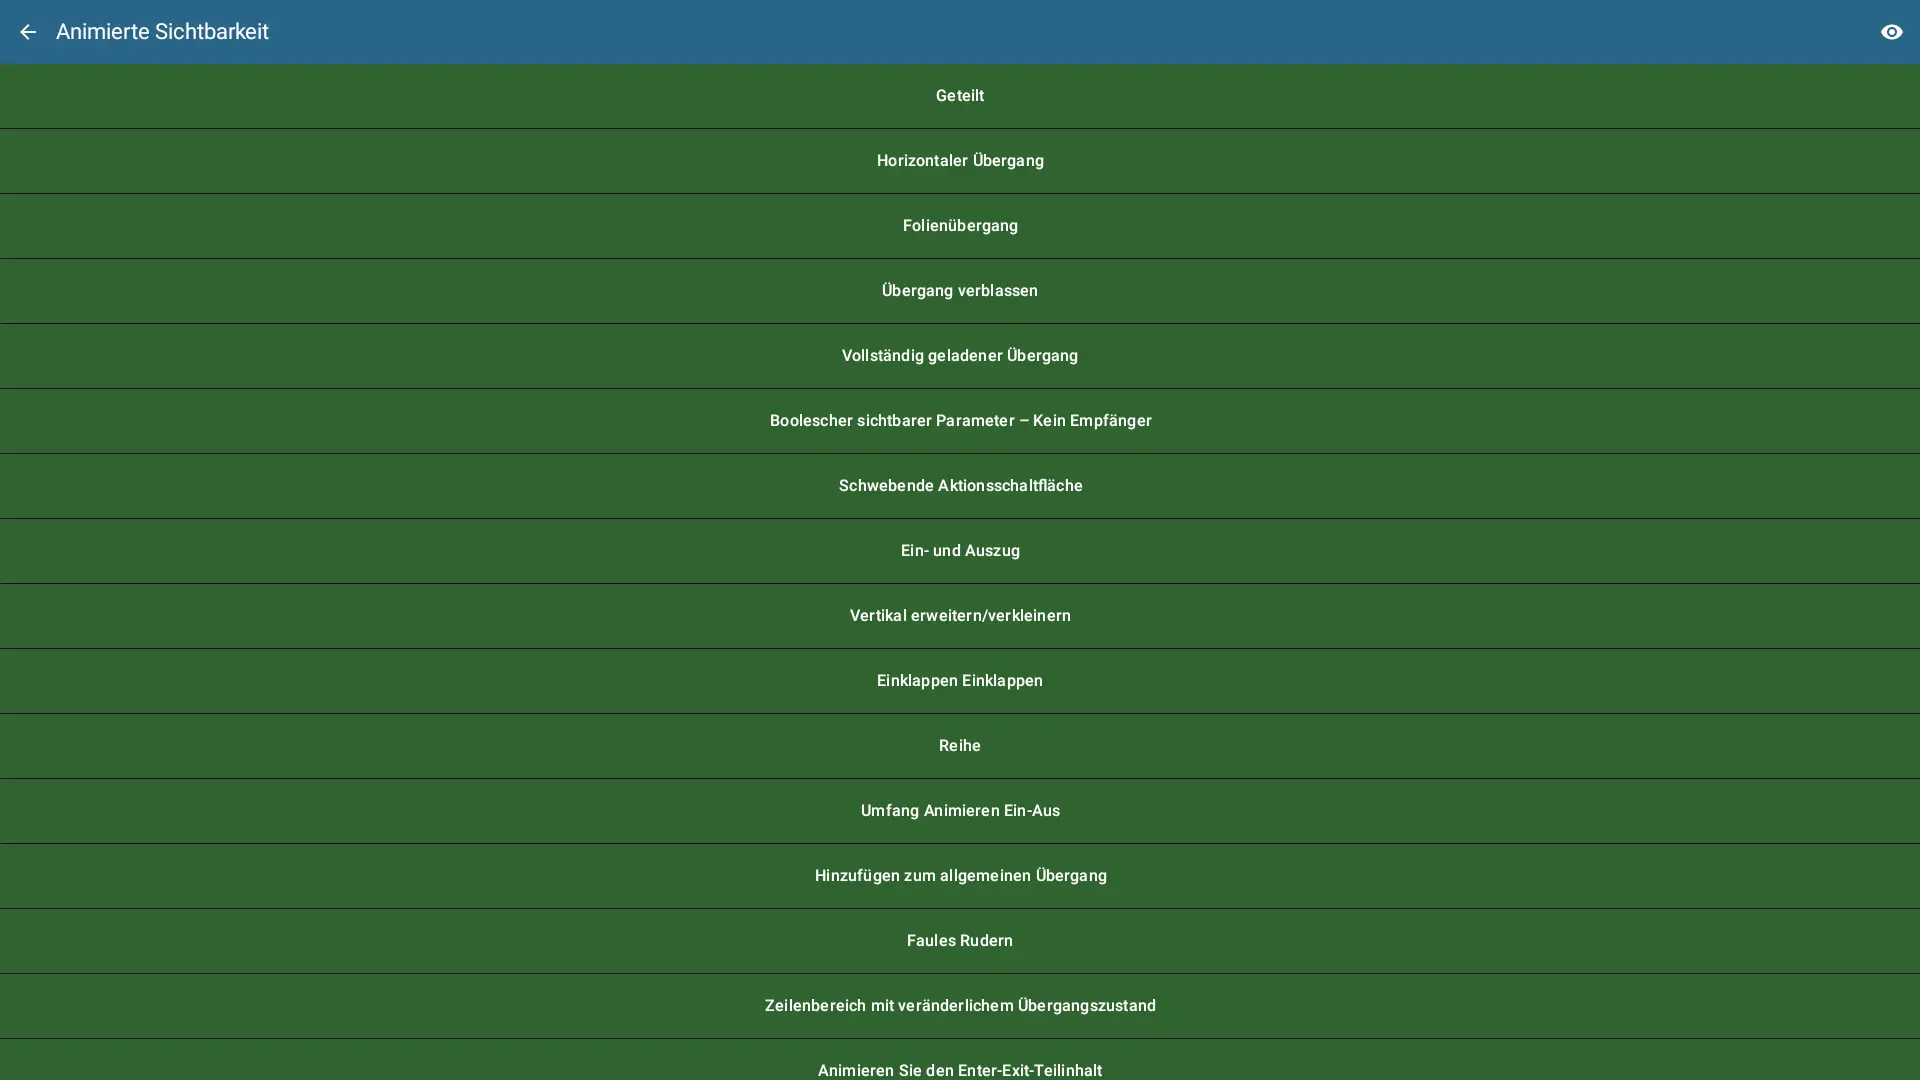 Animierte Sichtbarkeit
Geteilt
Horizontaler Übergang
Folienübergang
Übergang verblassen
Vollständig geladener Übergang
Boolescher sichtbarer Parameter – Kein Empfänger
Schwebende Aktionsschaltfläche
Ein- und Auszug
Vertikal erweitern/verkleinern
Einklappen Einklappen
Reihe
Umfang Animieren Ein-Aus
Hinzufügen zum allgemeinen Übergang
Faules Rudern
Zeilenbereich mit veränderlichem Übergangszustand
Animieren Sie den Enter-Exit-Teilinhalt